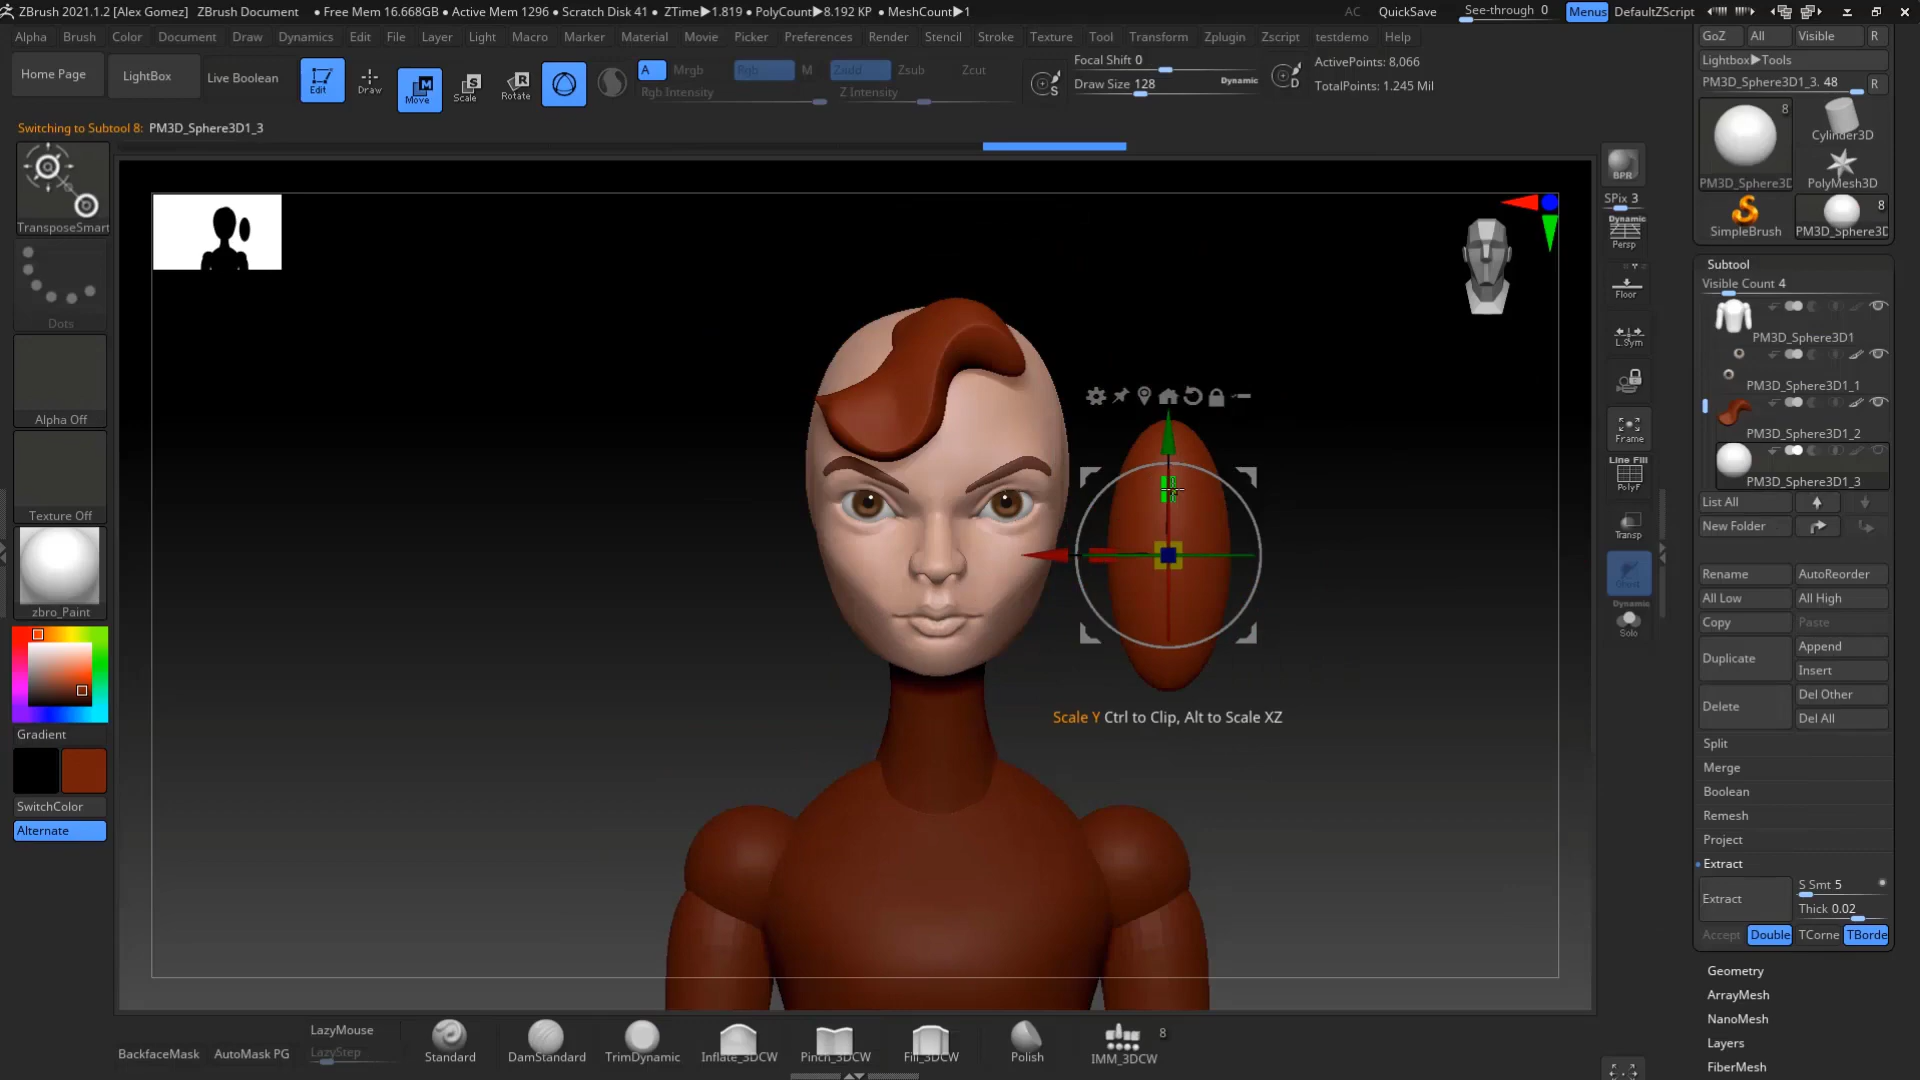 ZBrush 2021.1.2 [Alex Gomez] ZBrush Document • Free Mem 16.668GB • Active Mem 1296 • Scratch Disk 41 • ZTime▶1.819 • PolyCount▶8.192 KP • MeshCount▶1 AC QuickSave See-through 0 Menus DefaultZScript
Alpha Brush Color Document Draw Dynamics Edit File Layer Light Macro Marker Material Movie Picker Preferences Render Stencil Stroke Texture Tool Transform Zplugin Zscript testdemo Help
Home Page LightBox Live Boolean Edit Draw Move Scale Rotate A Mrgb Rgb M Zadd Zsub Zcut
Rgb Intensity Z Intensity
S
Focal Shift 0
Draw Size 128 Dynamic
D
ActivePoints: 8,066
TotalPoints: 1.245 Mil
Switching to Subtool 8: PM3D_Sphere3D1_3
TransposeSmart
Dots
Alpha Off
Texture Off
zbro_Paint
Gradient
SwitchColor
Alternate
Scale Y Ctrl to Clip, Alt to Scale XZ
BPR
SPix 3
Dynamic
Persp
Floor
L.Sym
Frame
Line Fill
PolyF
Transp
Ghost
Dynamic
Solo
GoZ All Visible R
Lightbox▶Tools
PM3D_Sphere3D1_3. 48 R
8
Cylinder3D
PM3D_Sphere3D PolyMesh3D
8
SimpleBrush PM3D_Sphere3D
Subtool
Visible Count 4
PM3D_Sphere3D1
PM3D_Sphere3D1_1
PM3D_Sphere3D1_2
PM3D_Sphere3D1_3
List All
New Folder
Rename AutoReorder
All Low All High
Copy Paste
Duplicate Append
Insert
Delete Del Other
Del All
Split
Merge
Boolean
Remesh
Project
Extract
Extract S Smt 5
Thick 0.02
Accept Double TCorne TBorde
Geometry
ArrayMesh
NanoMesh
Layers
FiberMesh
BackfaceMask AutoMask PG LazyMouse
LazyStep
Standard DamStandard TrimDynamic Inflate_3DCW Pinch_3DCW Fill_3DCW Polish IMM_3DCW 8